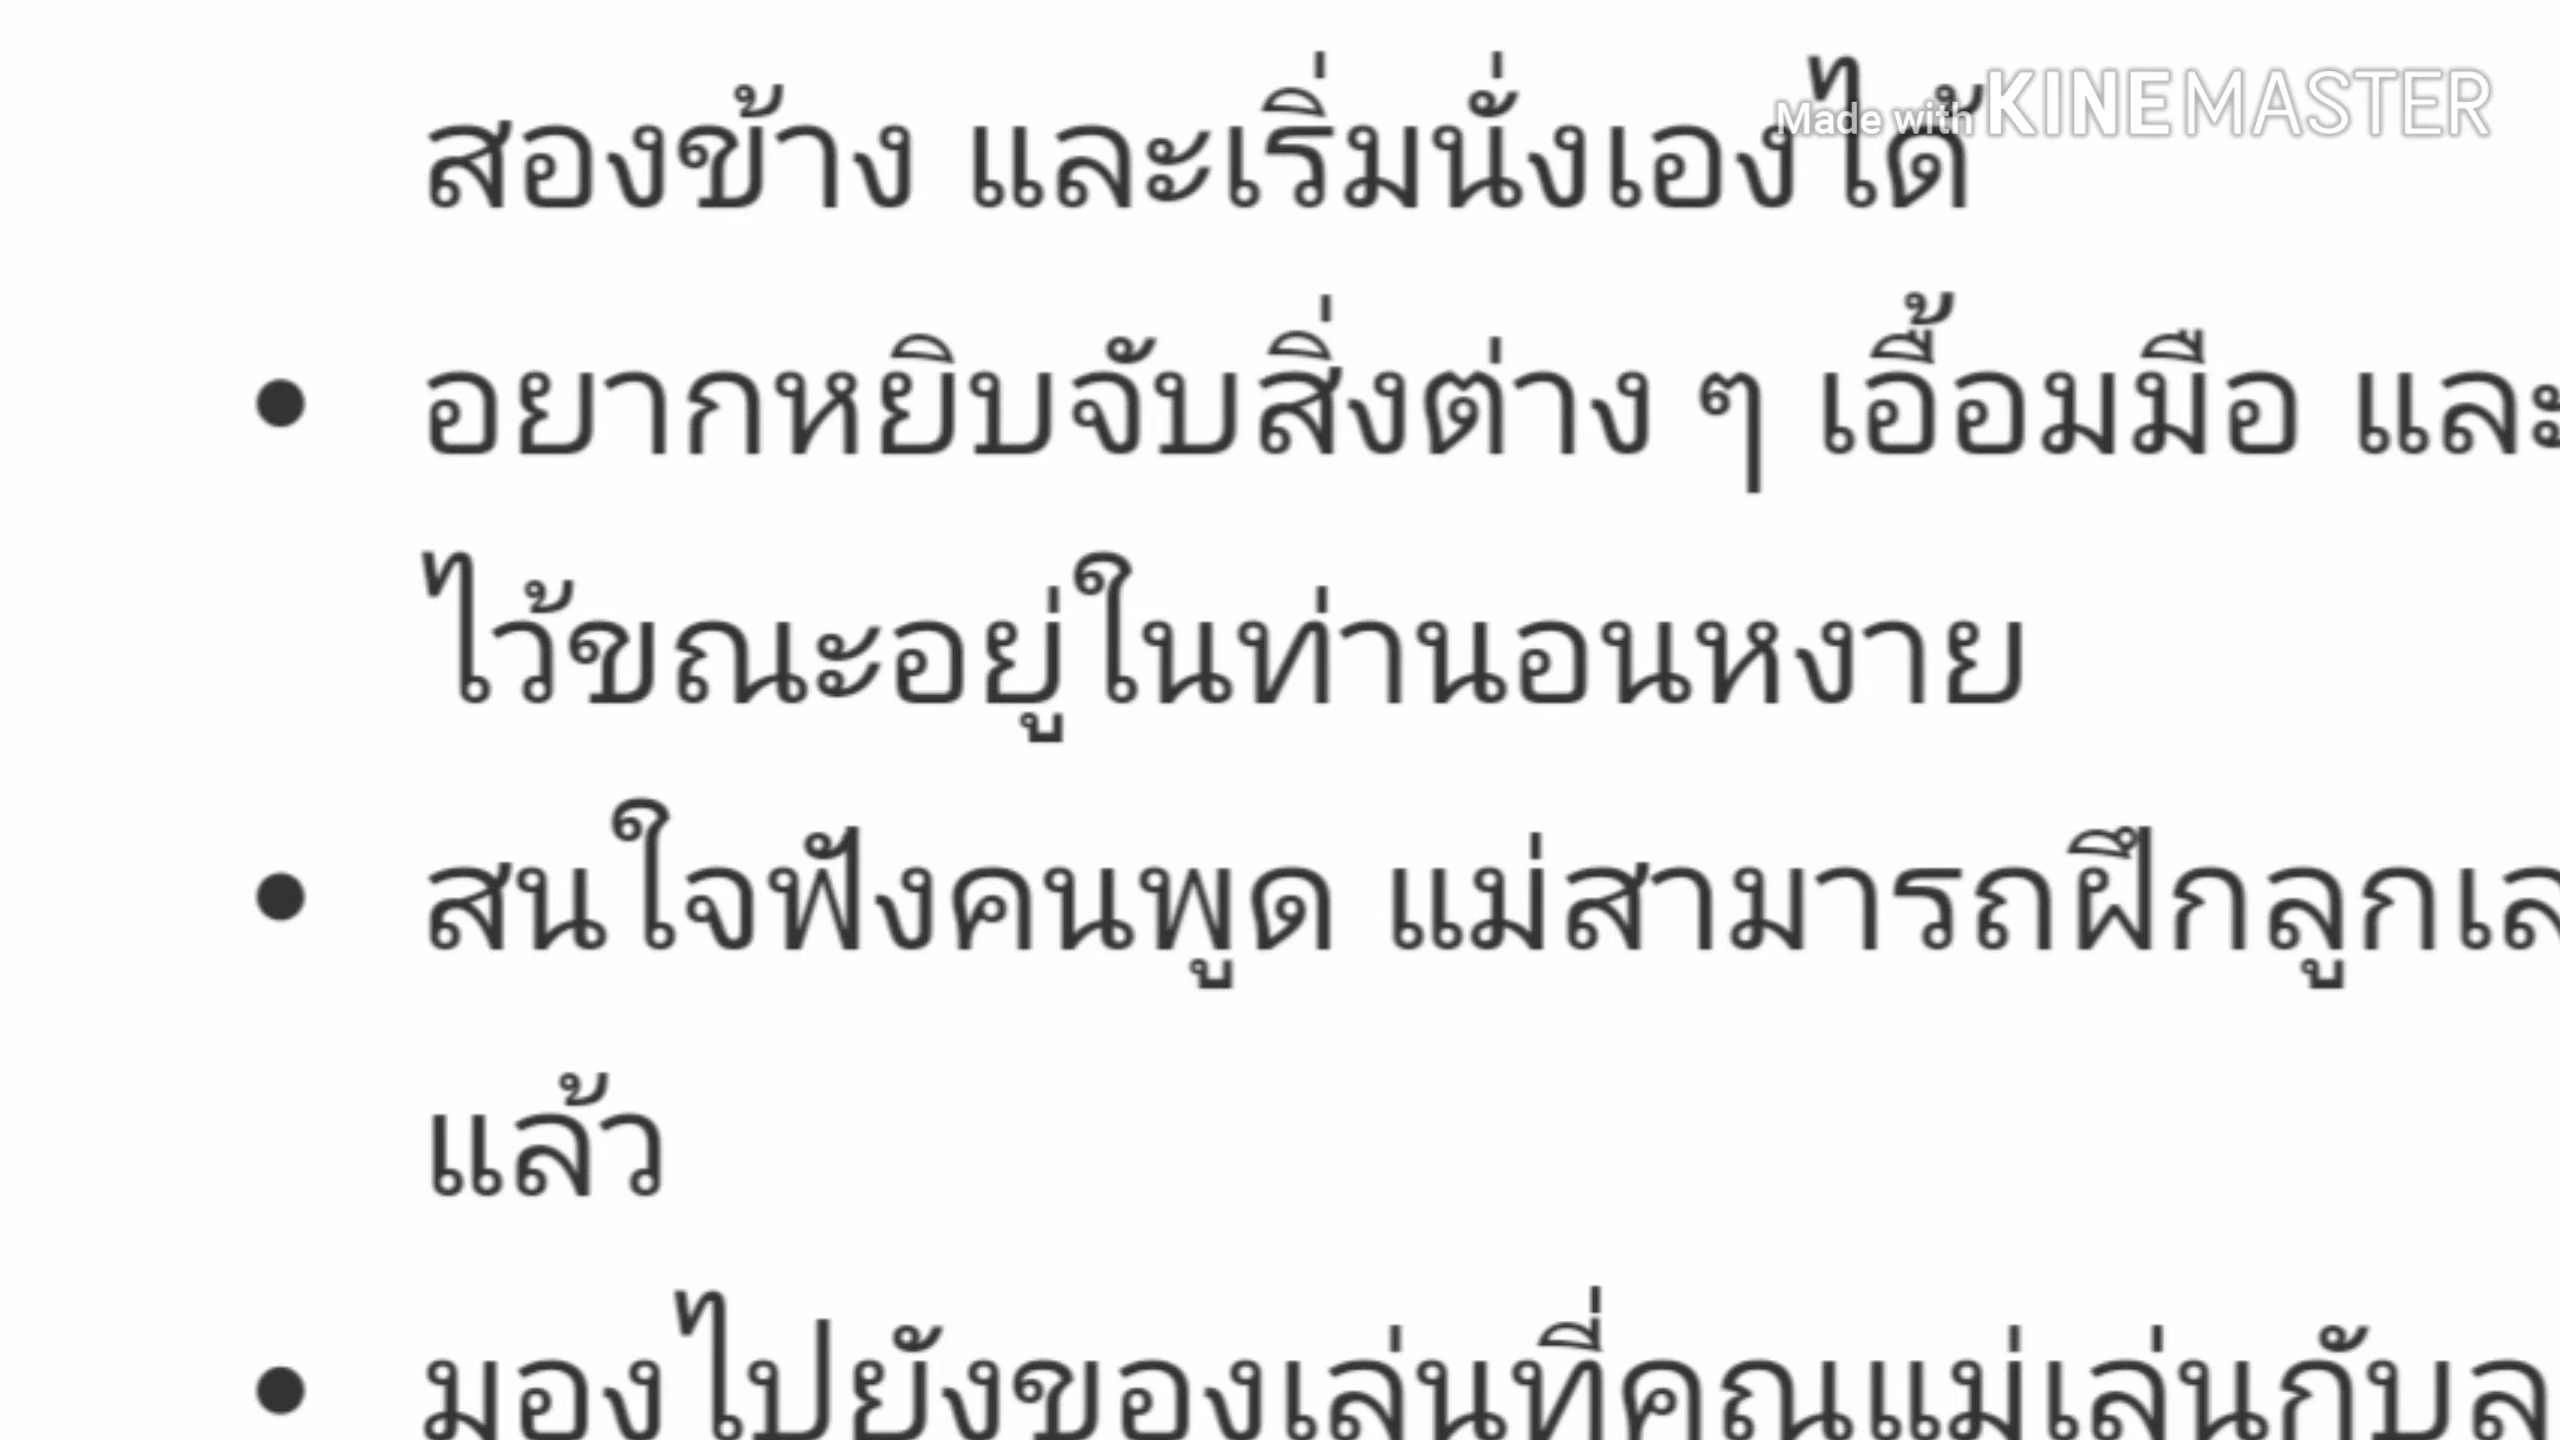 Made with KINEMASTER
สองข้าง และเริ่มนั่งเองได้
• อยากหยิบจับสิ่งต่าง ๆ เอื้อมมือ และ
ไว้ขณะอยู่ในท่านอนหงาย
• สนใจฟังคนพูด แม่สามารถฝึกลูกเล
แล้ว
• มองไปยังของเล่นที่คุณแม่เล่นกับล